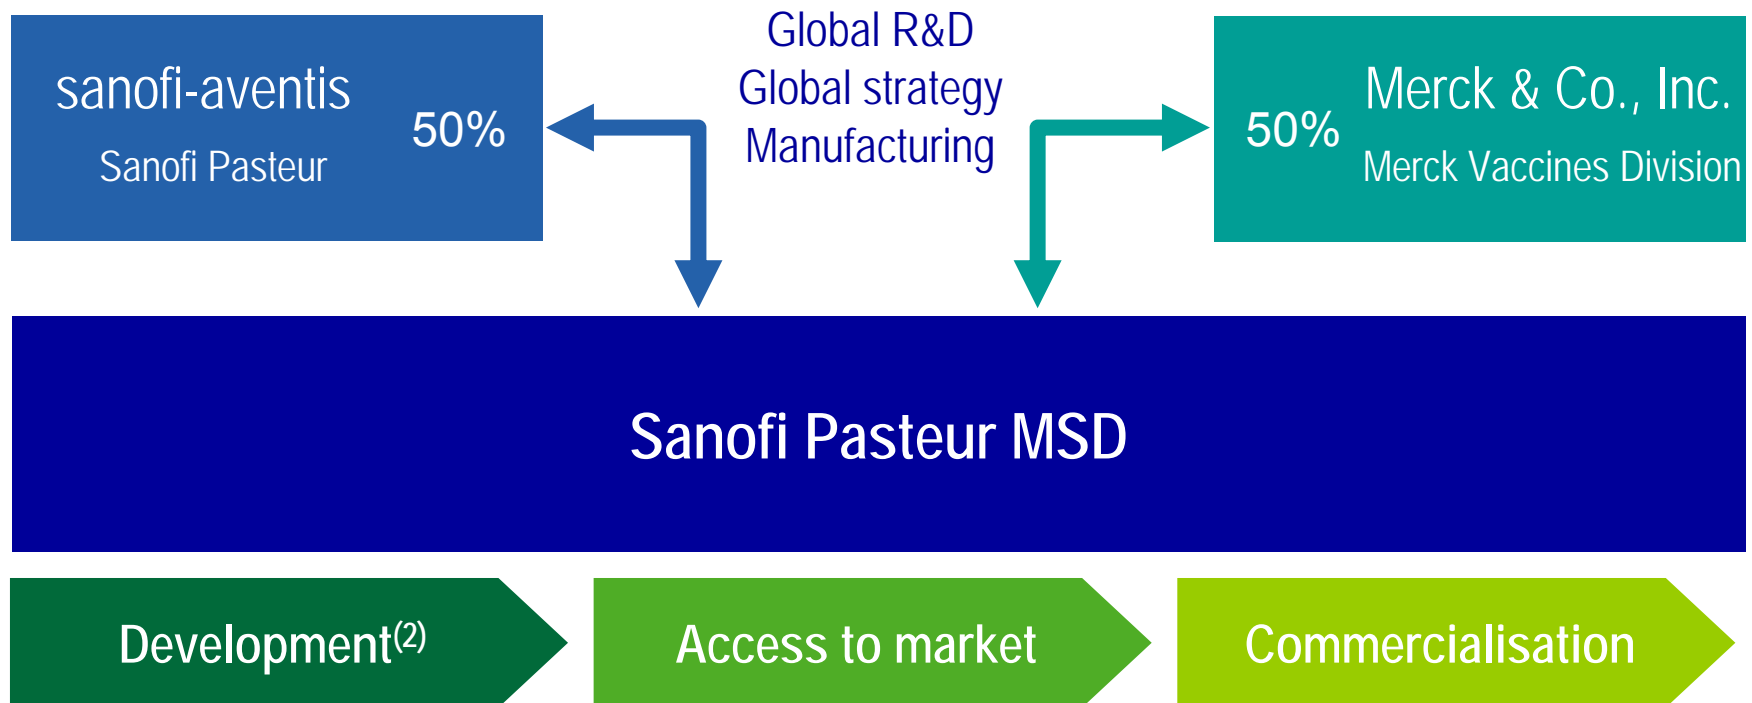 sanofi-aventis
Sanofi Pasteur
50%
Global R&D
Global strategy
Manufacturing
50%
Merck & Co., Inc.
Merck Vaccines Division
Sanofi Pasteur MSD
Development(2)
Access to market
Commercialisation